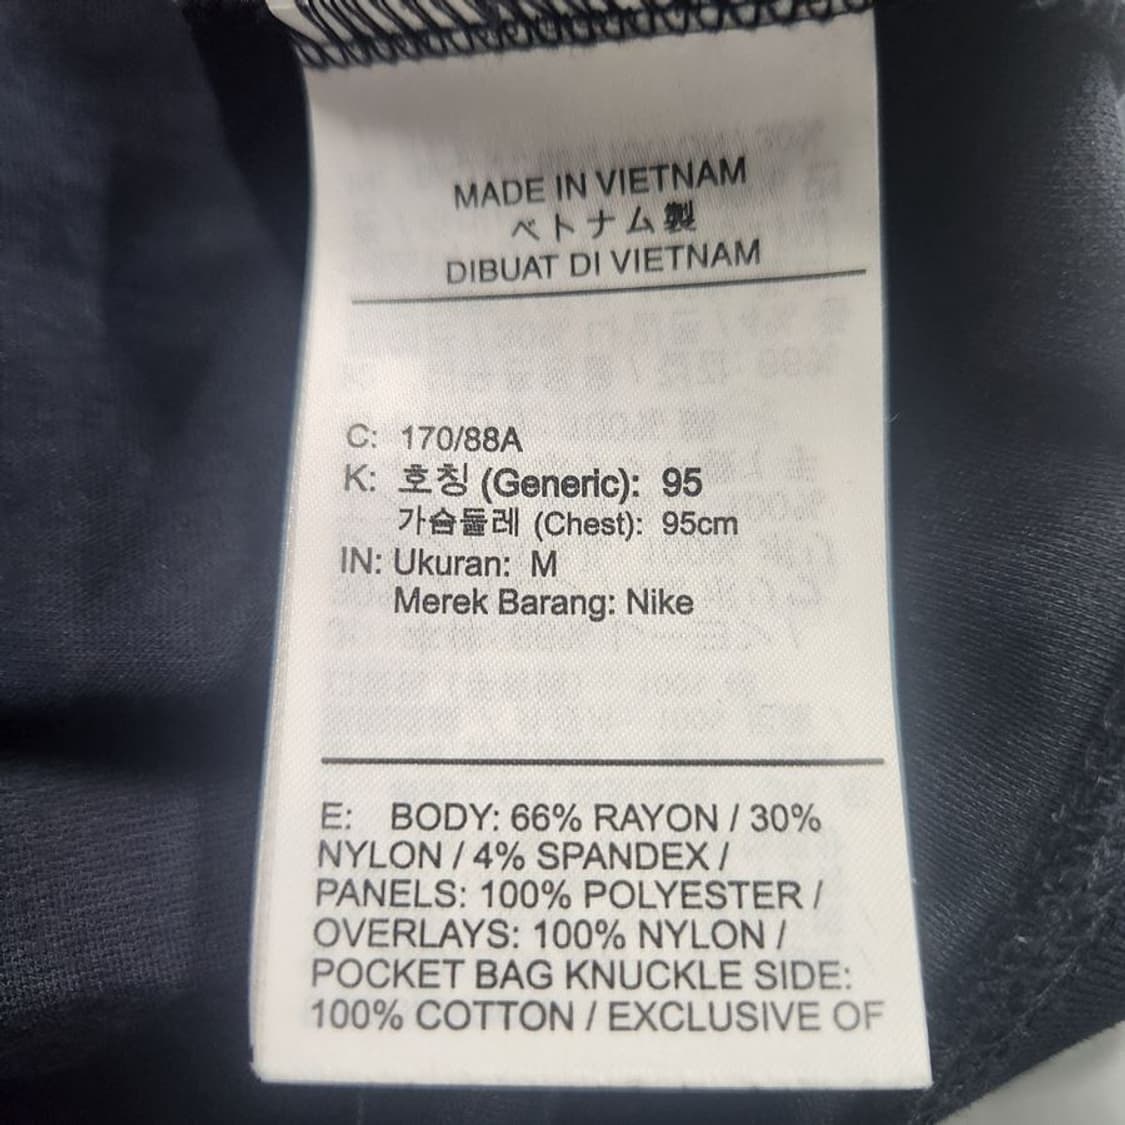 MADE IN VIETNAM
ベトナム製
DIBUAT DI VIETNAM
C: 170/88A
K: 호칭 (Generic): 95
가슴둘레 (Chest): 95cm
IN: Ukuran: M
Merek Barang: Nike
E: BODY: 66% RAYON / 30%
NYLON / 4% SPANDEX /
PANELS: 100% POLYESTER /
OVERLAYS: 100% NYLON /
POCKET BAG KNUCKLE SIDE:
100% COTTON / EXCLUSIVE OF